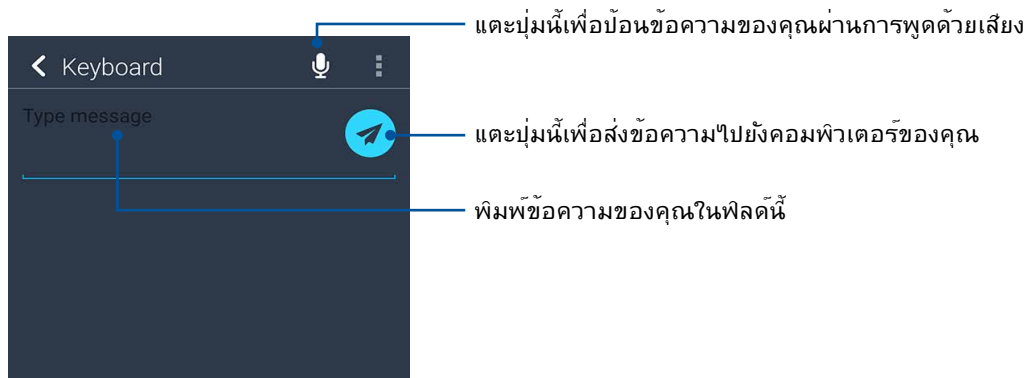 แตะปุ่มนี้เพื่อป้อนข้อความของคุณผ่านการพูดด้วยเสียง
Keyboard
Type message
แตะปุ่มนี้เพื่อส่งข้อความไปยังคอมพิวเตอร์ของคุณ
พิมพ์ข้อความของคุณในฟิลด์นี้